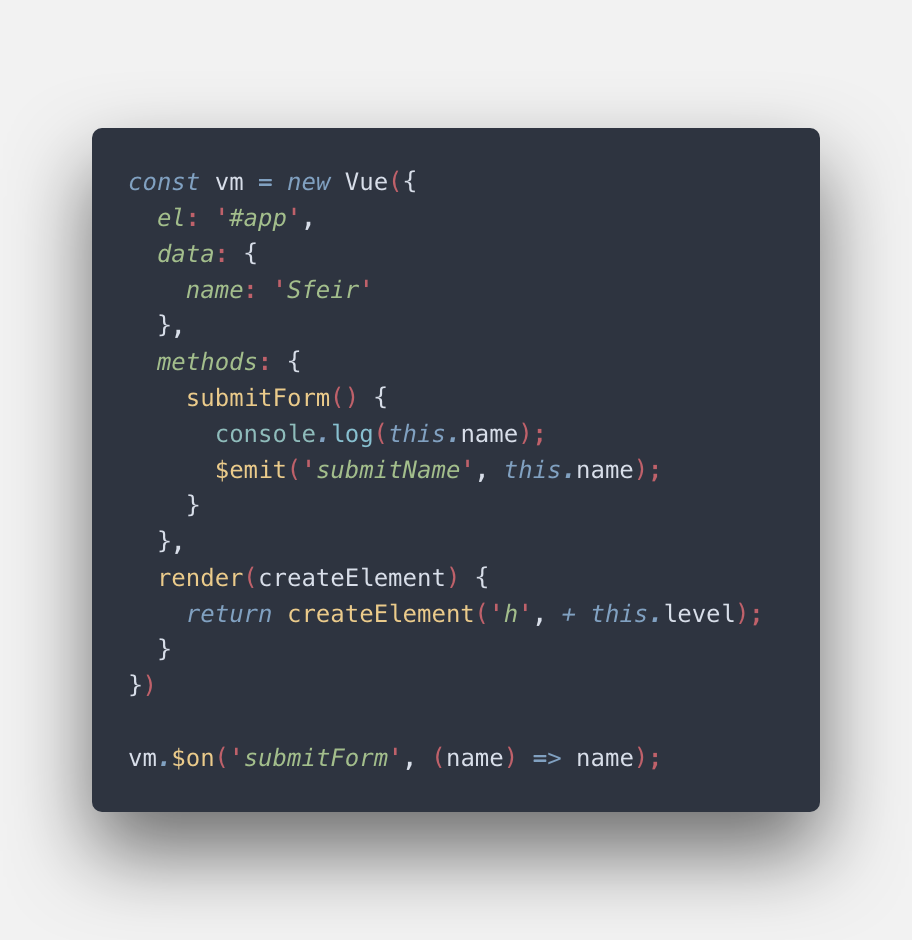 const vm = new Vue({
  el: '#app',
  data: {
    name: 'Sfeir'
  },
  methods: {
    submitForm() {
      console.log(this.name);
      $emit('submitName', this.name);
    }
  },
  render(createElement) {
    return createElement('h', + this.level);
  }
})

vm.$on('submitForm', (name) => name);